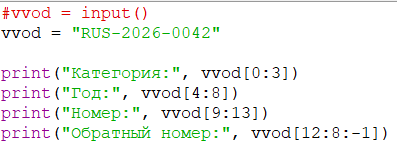 #vvod = input()
vvod = "RUS-2026-0042"
print("Категория:", vvod[0:3])
print("Год:", vvod[4:8])
print("Номер:", vvod[9:13])
print("Обратный номер:", vvod[12:8:-1])